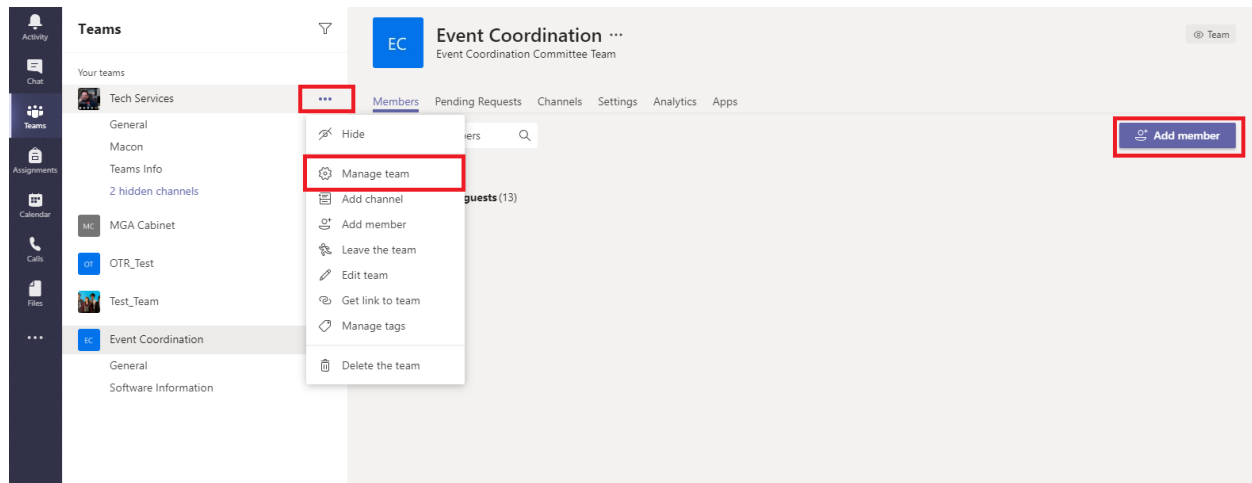 Activity
Chat
Teams
Assignments
Calendar
Calls
Files
Teams
Your teams
Tech Services
General
Macon
Teams Info
2 hidden channels
MC
MGA Cabinet
OT
OTR_Test
Test_Team
EC
Event Coordination
General
Software Information
Hide
Manage team
Add channel
Add member
Leave the team
Edit team
Get link to team
Manage tags
Delete the team
EC
Event Coordination
Event Coordination Committee Team
Team
Members Pending Requests Channels Settings Analytics Apps
Add member
guests (13)